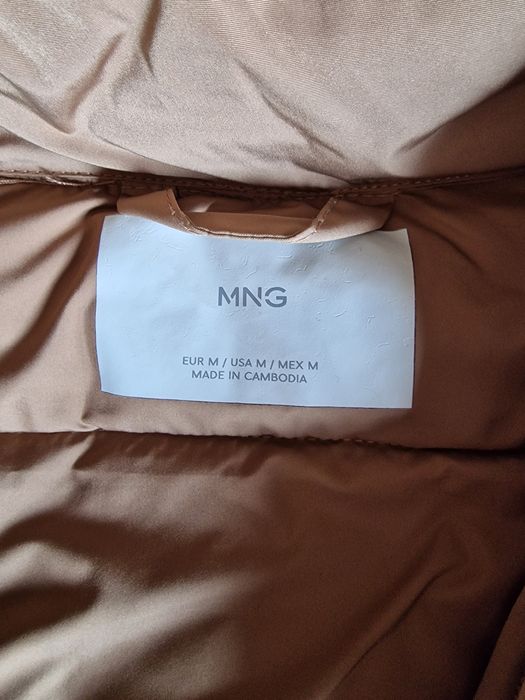 MNG
EUR M / USA M / MEX M
MADE IN CAMBODIA